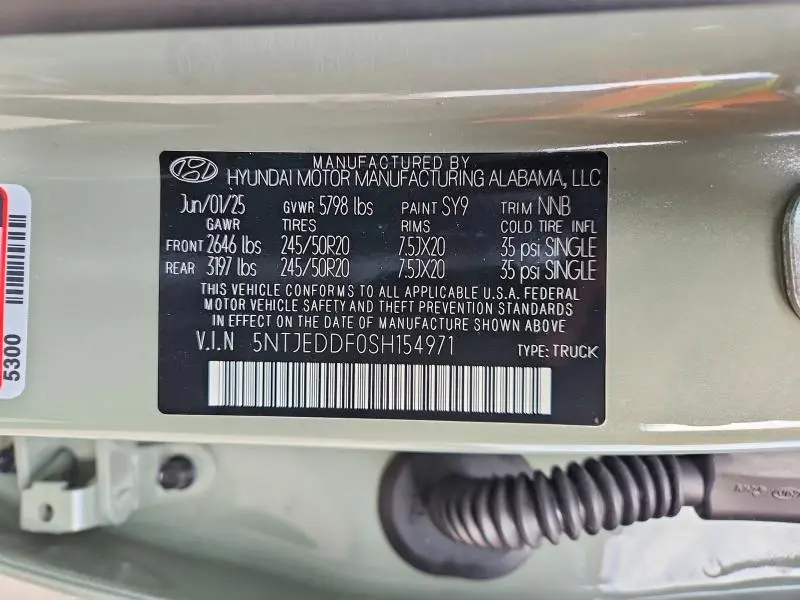 MANUFACTURED BY
HYUNDAI MOTOR MANUFACTURING ALABAMA, LLC
Jun/01/25 GVWR 5798 lbs PAINT SY9 TRIM NNB
GAWR TIRES RIMS COLD TIRE INFL
FRONT 2646 lbs 245/50R20 7.5JX20 35 psi SINGLE
REAR 3197 lbs 245/50R20 7.5JX20 35 psi SINGLE
THIS VEHICLE CONFORMS TO ALL APPLICABLE U.S.A. FEDERAL
MOTOR VEHICLE SAFETY AND THEFT PREVENTION STANDARDS
IN EFFECT ON THE DATE OF MANUFACTURE SHOWN ABOVE
V.I.N 5NTJEDDF0SH154971 TYPE: TRUCK
5300